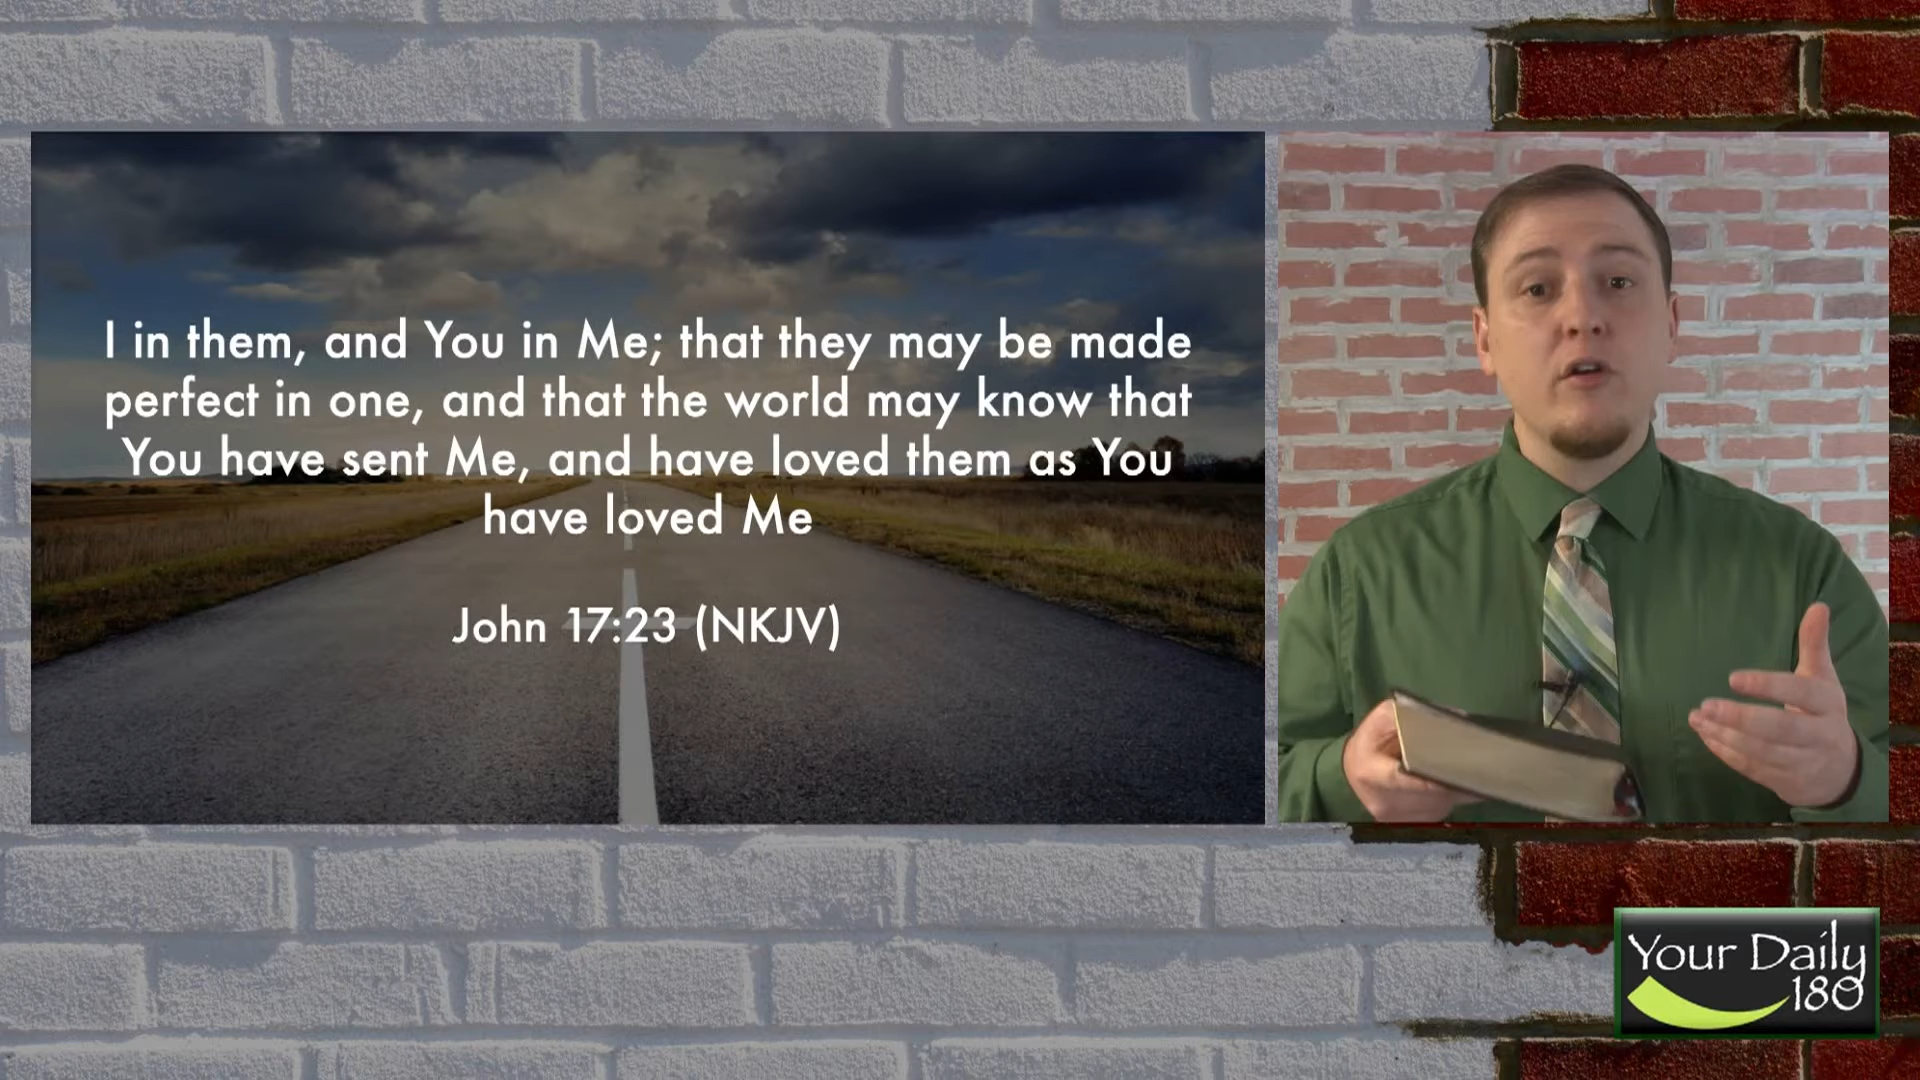 I in them, and You in Me; that they may be made
perfect in one, and that the world may know that
You have sent Me, and have loved them as You
have loved Me
John 17:23 (NKJV)
Your Daily
180